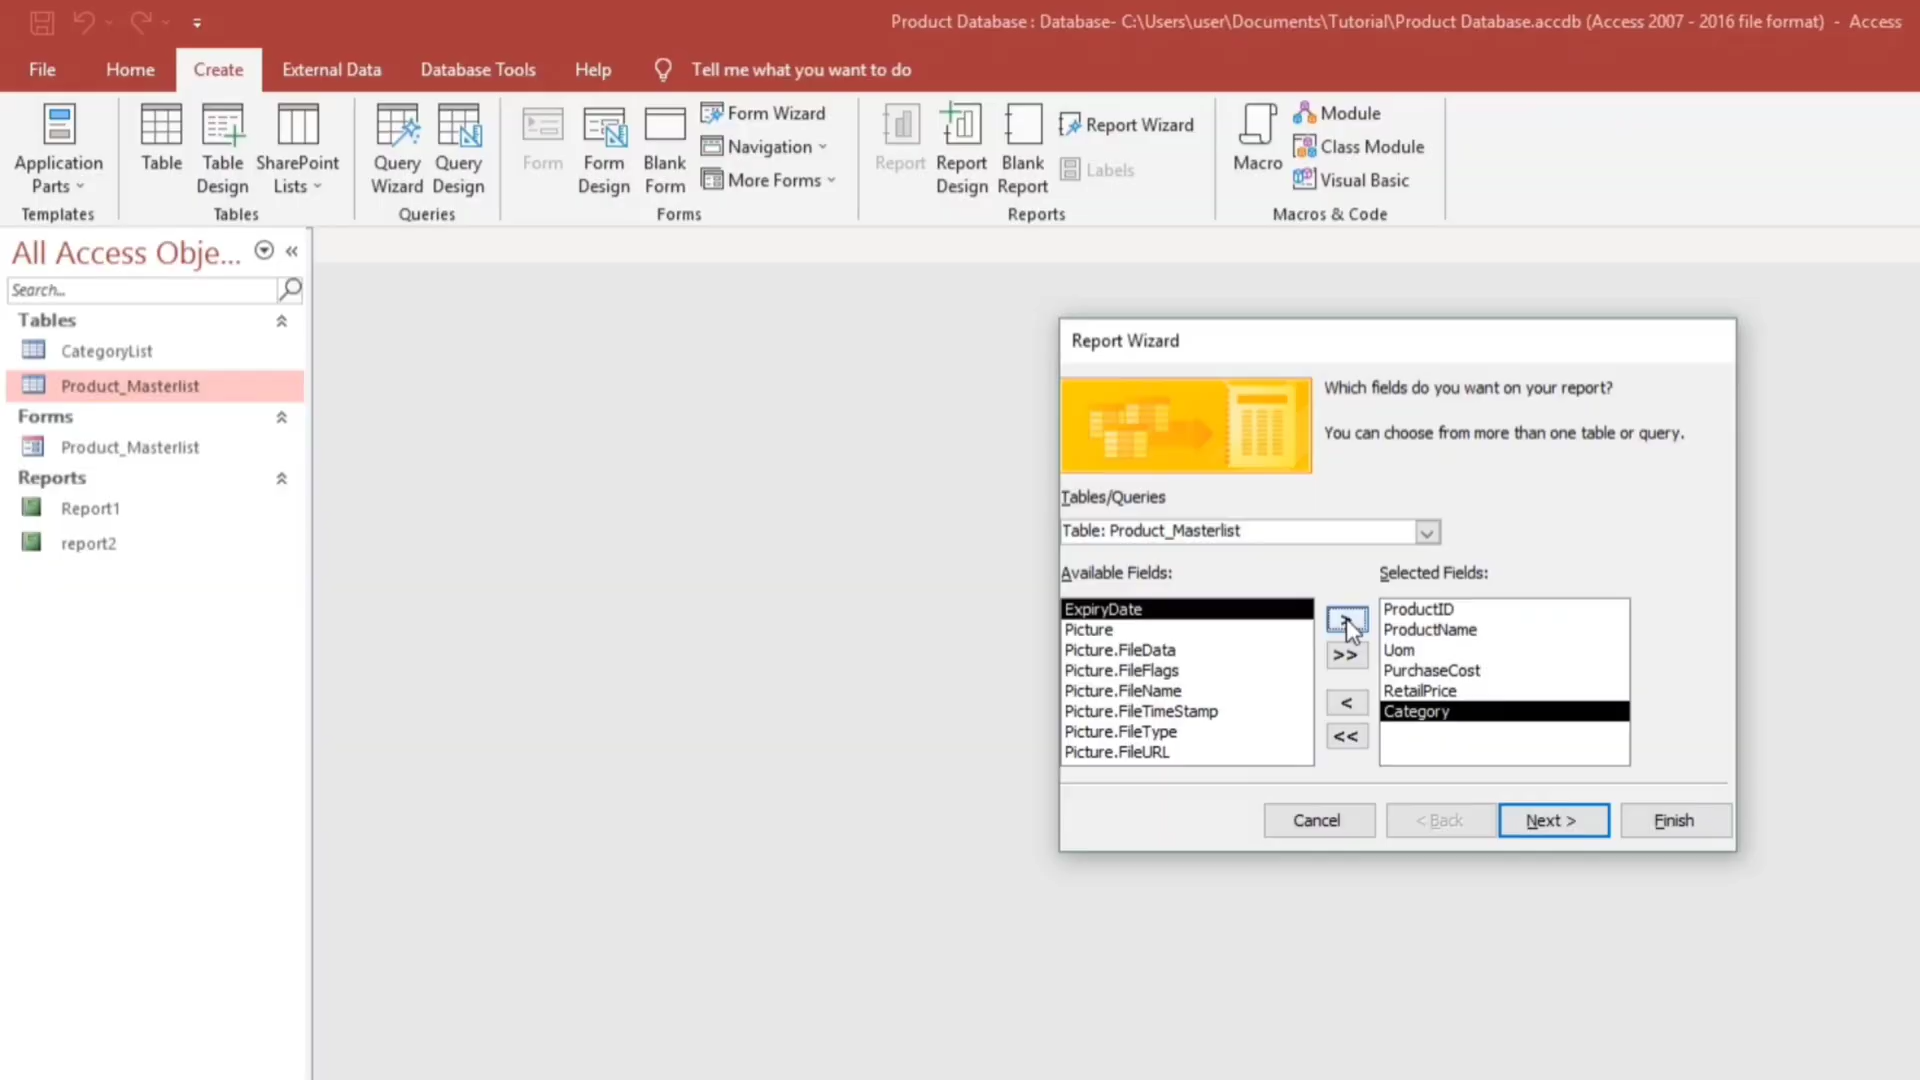 Product Database : Database- C:\Users\user\Documents\Tutorial\Product Database.accdb (Access 2007 - 2016 file format) - Access
File Home Create External Data Database Tools Help Tell me what you want to do
Application Parts
Templates
Table
Table Design
SharePoint Lists
Tables
Query Wizard
Query Design
Queries
Form
Form Design
Blank Form
Form Wizard
Navigation
More Forms
Forms
Report
Report Design
Blank Report
Report Wizard
Labels
Reports
Macro
Module
Class Module
Visual Basic
Macros & Code
All Access Obje...
Search...
Tables
CategoryList
Product_Masterlist
Forms
Product_Masterlist
Reports
Report1
report2
Report Wizard
Which fields do you want on your report?
You can choose from more than one table or query.
Tables/Queries
Table: Product_Masterlist
Available Fields:
ExpiryDate
Picture
Picture.FileData
Picture.FileFlags
Picture.FileName
Picture.FileTimeStamp
Picture.FileType
Picture.FileURL
>
>>
<
<<
Selected Fields:
ProductID
ProductName
Uom
PurchaseCost
RetailPrice
Category
Cancel < Back Next > Finish